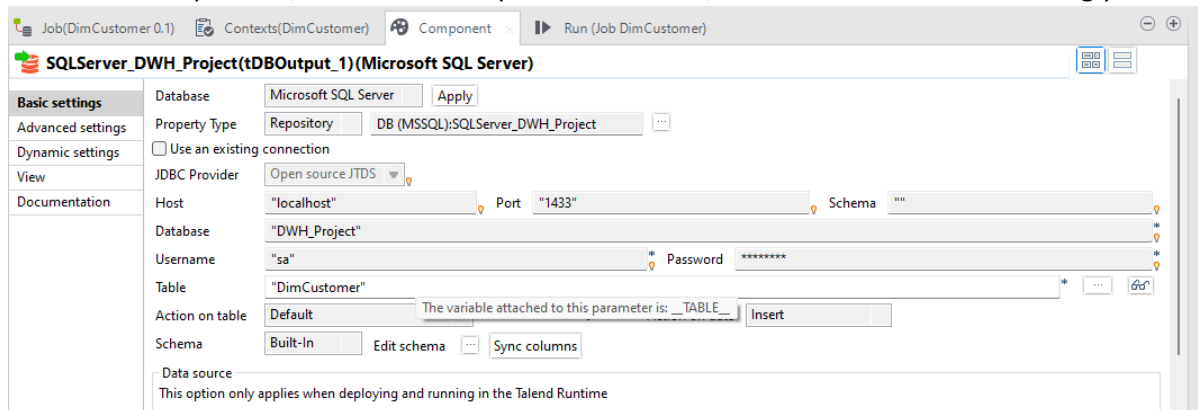 Job(DimCustomer 0.1) Contexts(DimCustomer) Component Run (Job DimCustomer)
SQLServer_DWH_Project(tDBOutput_1)(Microsoft SQL Server)
Basic settings
Advanced settings
Dynamic settings
View
Documentation
Database Microsoft SQL Server Apply
Property Type Repository DB (MSSQL):SQLServer_DWH_Project ...
Use an existing connection
JDBC Provider Open source JTDS
Host "localhost" Port "1433" Schema ""
Database "DWH_Project" *
Username "sa" * Password ******** *
Table "DimCustomer" * ...
The variable attached to this parameter is: __TABLE__
Action on table Default Insert
Schema Built-In Edit schema ... Sync columns
Data source
This option only applies when deploying and running in the Talend Runtime